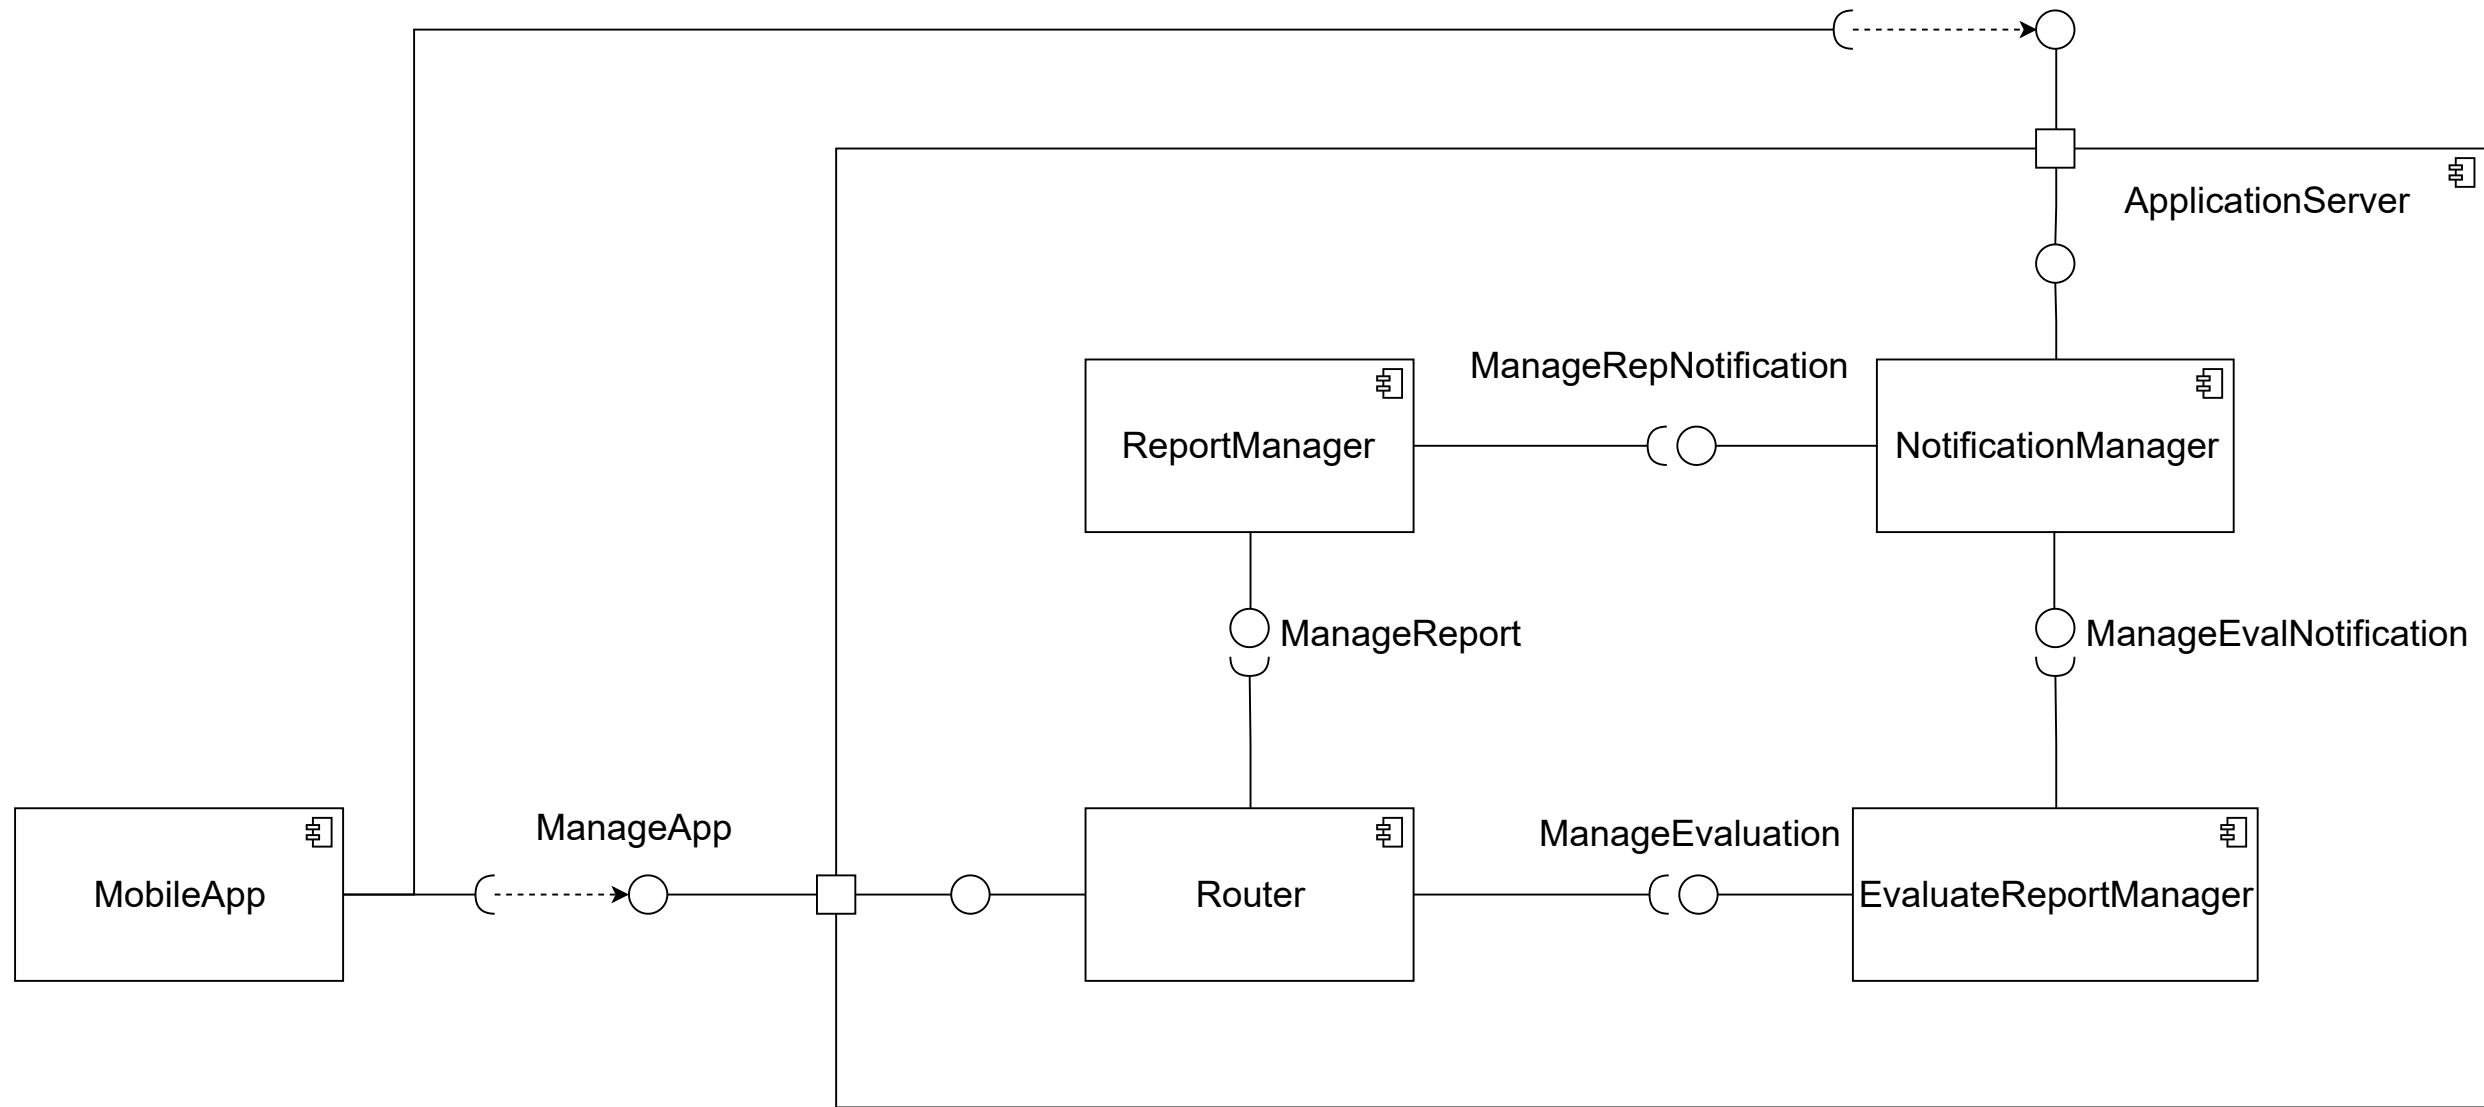 ApplicationServer
ManageRepNotification
ReportManager
NotificationManager
ManageReport
ManageEvalNotification
ManageApp
ManageEvaluation
MobileApp
Router
EvaluateReportManager